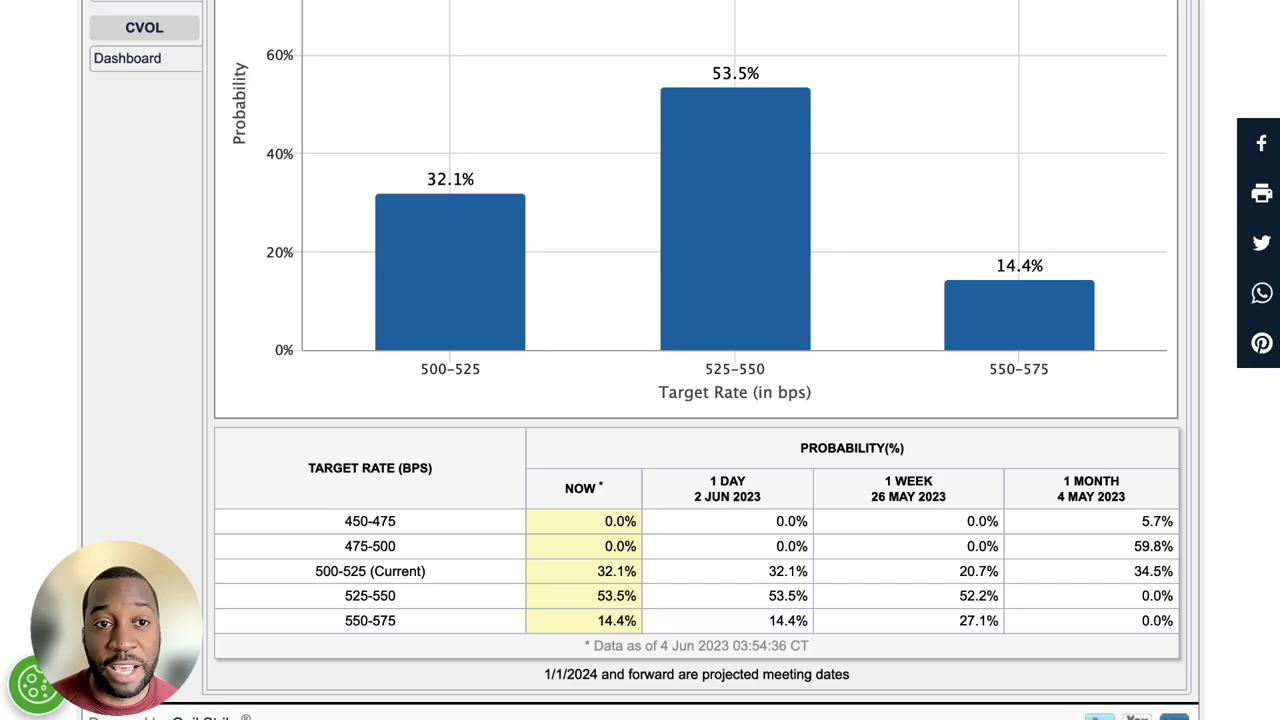 CVOL
Dashboard
Probability
60%
40%
20%
0%
32.1%
53.5%
14.4%
500-525
525-550
550-575
Target Rate (in bps)
TARGET RATE (BPS)
PROBABILITY(%)
NOW *
1 DAY
2 JUN 2023
1 WEEK
26 MAY 2023
1 MONTH
4 MAY 2023
450-475 0.0% 0.0% 0.0% 5.7%
475-500 0.0% 0.0% 0.0% 59.8%
500-525 (Current) 32.1% 32.1% 20.7% 34.5%
525-550 53.5% 53.5% 52.2% 0.0%
550-575 14.4% 14.4% 27.1% 0.0%
* Data as of 4 Jun 2023 03:54:36 CT
1/1/2024 and forward are projected meeting dates